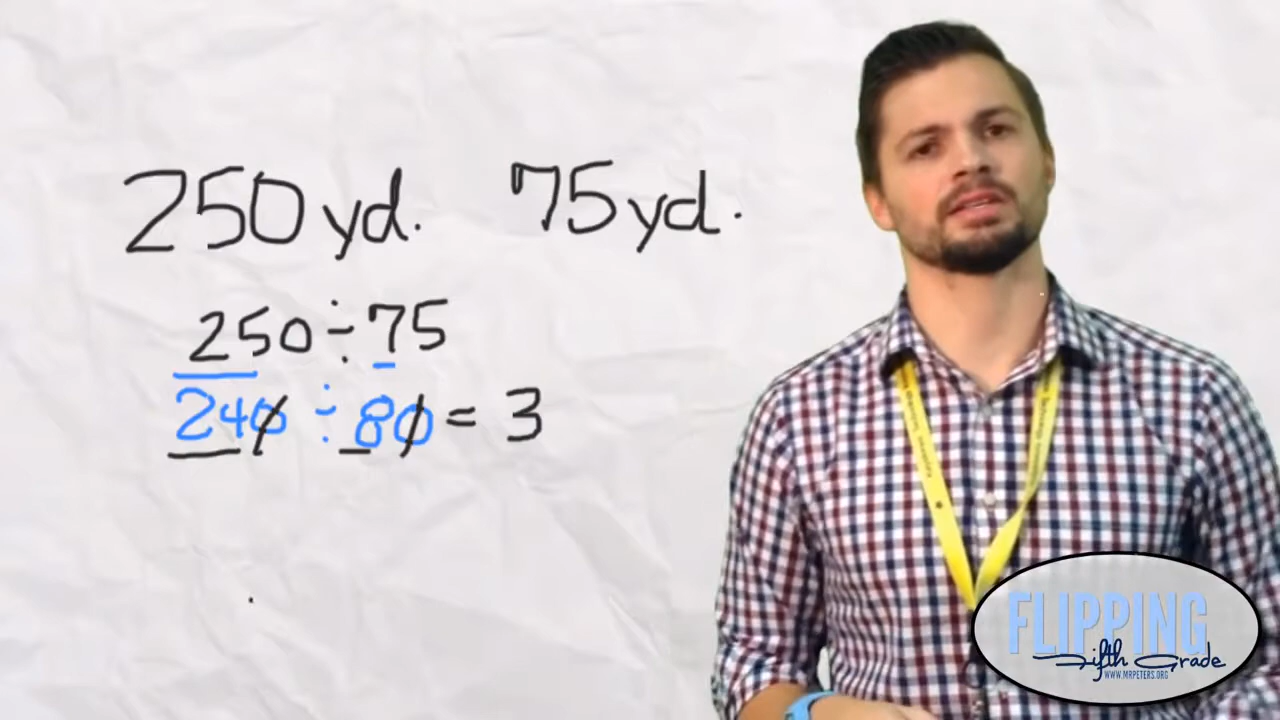 250 yd. 75 yd.
250 ÷ 75
240 ÷ 80 = 3
FLIPPING
Fifth Grade
WWW.MRPETERS.ORG